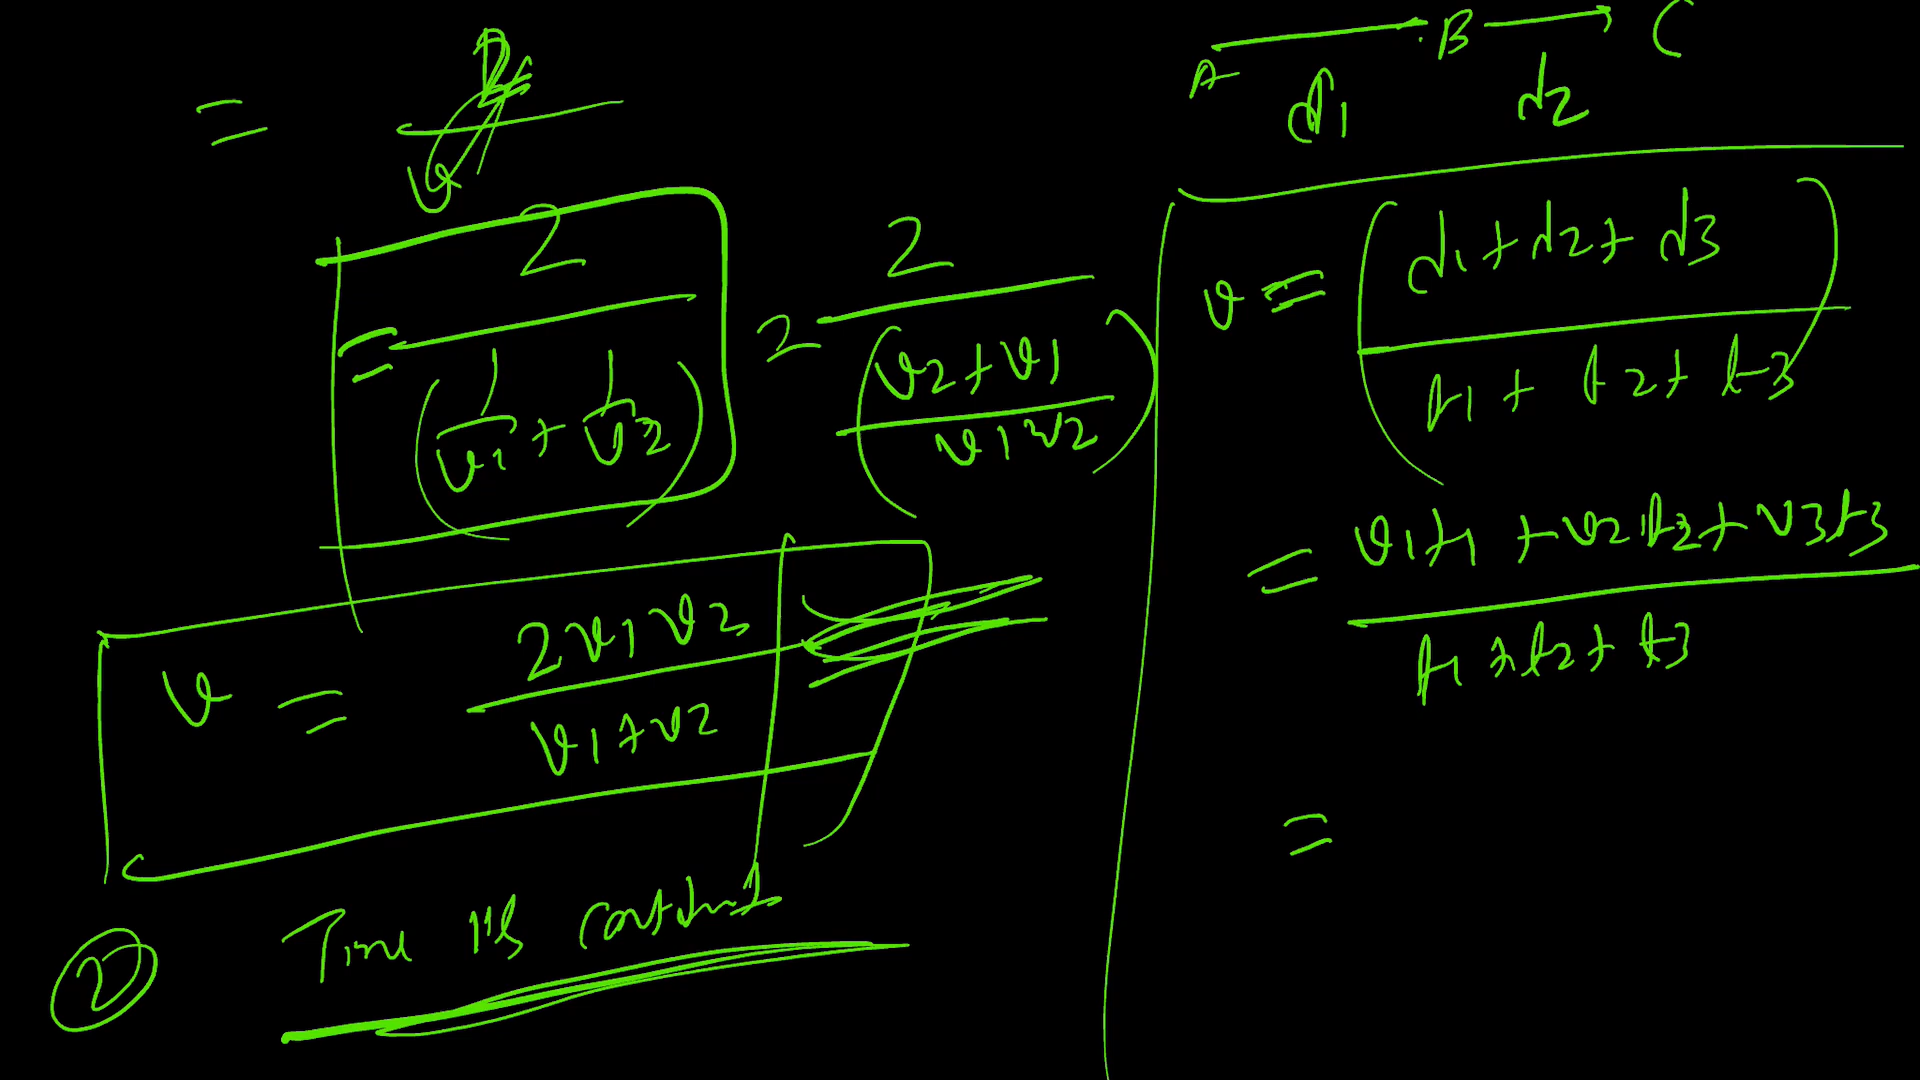 =
= 2 / (1/v1 + 1/v2) = 2 / ((v2 + v1) / v1v2)
v = 2v1v2 / v1+v2
② Time is constant
A → B → C
d1 d2
v = (d1 + d2 + d3 / t1 + t2 + t3)
= v1t1 + v2t2 + v3t3 / t1 + t2 + t3
=